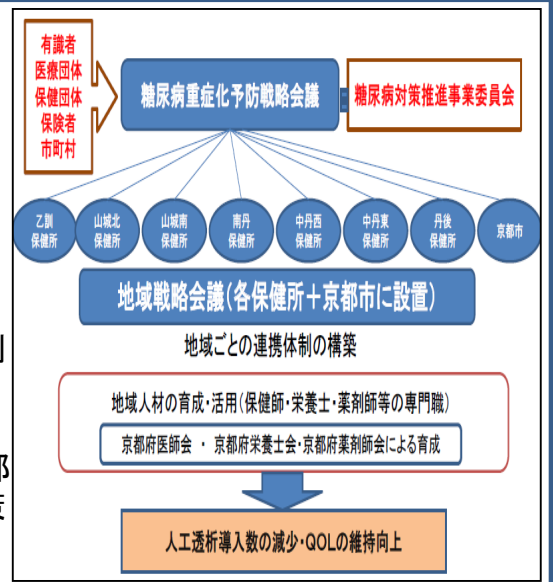 有識者
医療団体
保健団体
保険者
市町村
糖尿病重症化予防戦略会議
糖尿病対策推進事業委員会
乙訓
保健所
山城北
保健所
山城南
保健所
南丹
保健所
中丹西
保健所
中丹東
保健所
丹後
保健所
京都市
地域戦略会議(各保健所+京都市に設置)
地域ごとの連携体制の構築
地域人材の育成・活用(保健師・栄養士・薬剤師等の専門職)
京都府医師会 ・ 京都府栄養士会・京都府薬剤師会による育成
人工透析導入数の減少・QOLの維持向上